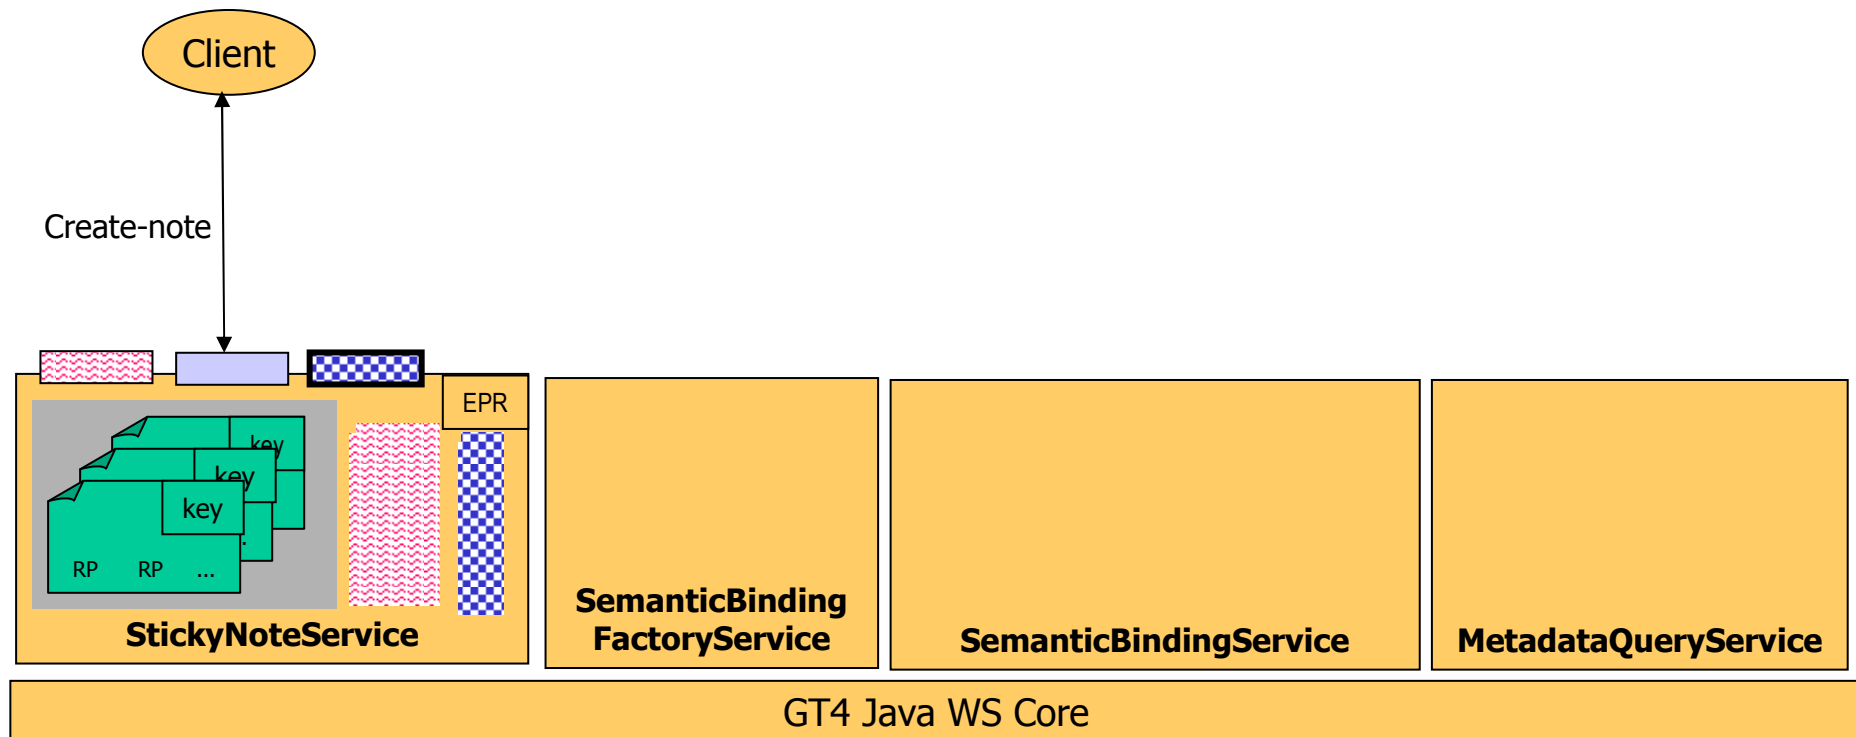 Client
Create-note
EPR
key
key
key
.
RP RP ...
StickyNoteService
SemanticBinding
FactoryService
SemanticBindingService
MetadataQueryService
GT4 Java WS Core